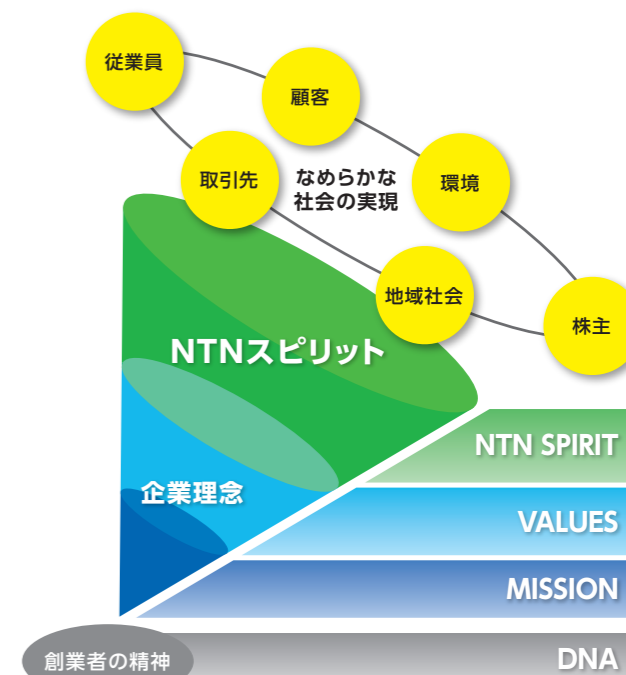 従業員
顧客
取引先
なめらかな
社会の実現
環境
地域社会
株主
NTNスピリット
NTN SPIRIT
企業理念
VALUES
MISSION
創業者の精神
DNA